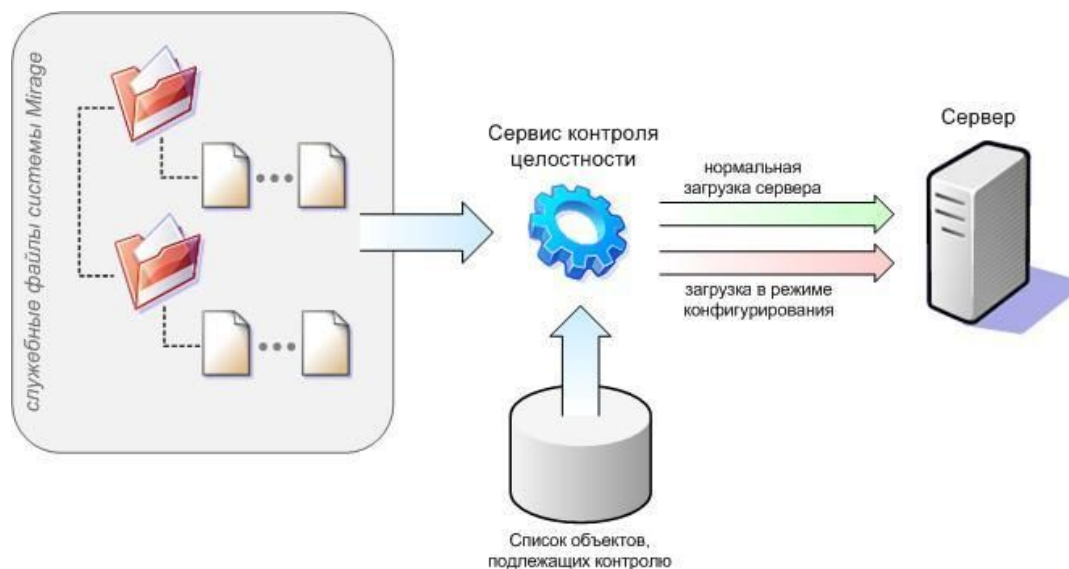 служебные файлы системы Mirage
Сервис контроля
целостности
нормальная
загрузка сервера
загрузка в режиме
конфигурирования
Сервер
Список объектов,
подлежащих контролю